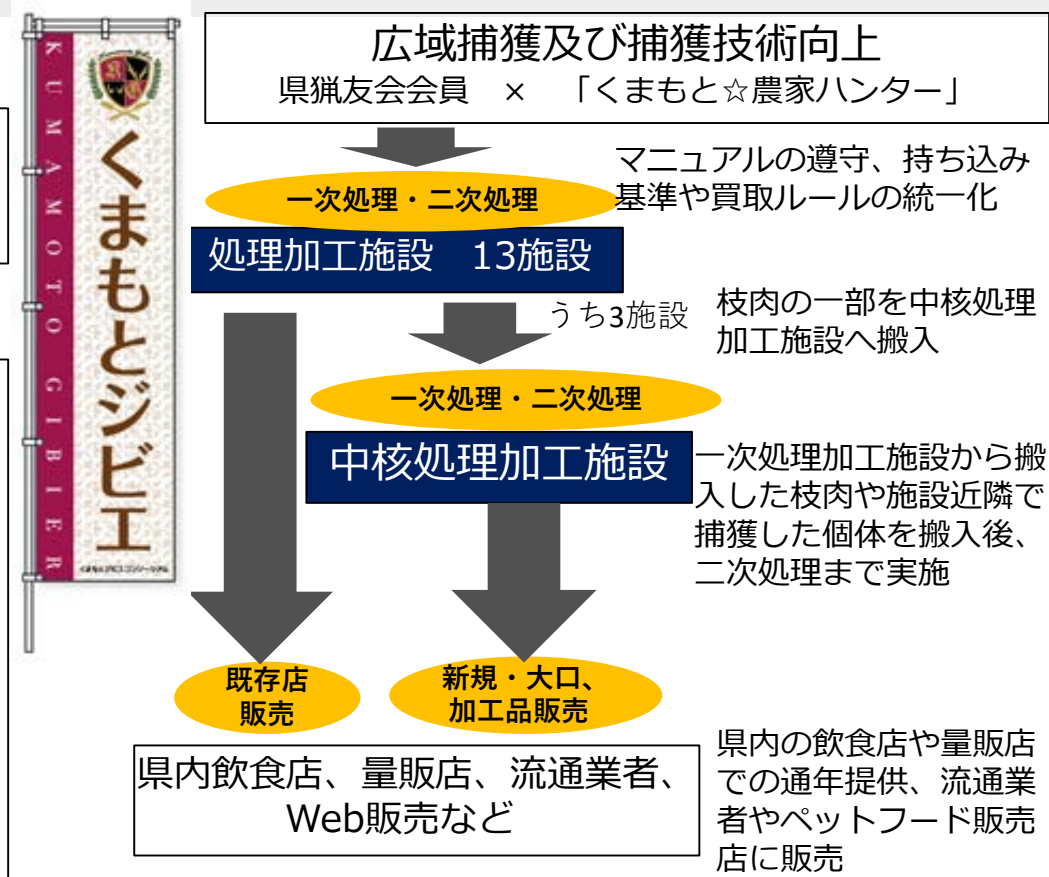 KUMAMOTO GIBIER
くまもとジビエ
広域捕獲及び捕獲技術向上
県猟友会会員 × 「くまもと☆農家ハンター」
マニュアルの遵守、持ち込み
基準や買取ルールの統一化
一次処理・二次処理
処理加工施設 13施設
うち3施設
枝肉の一部を中核処理
加工施設へ搬入
一次処理・二次処理
中核処理加工施設
一次処理加工施設から搬
入した枝肉や施設近隣で
捕獲した個体を搬入後、
二次処理まで実施
既存店
販売
新規・大口、
加工品販売
県内飲食店、量販店、流通業者、
Web販売など
県内の飲食店や量販店
での通年提供、流通業
者やペットフード販売
店に販売